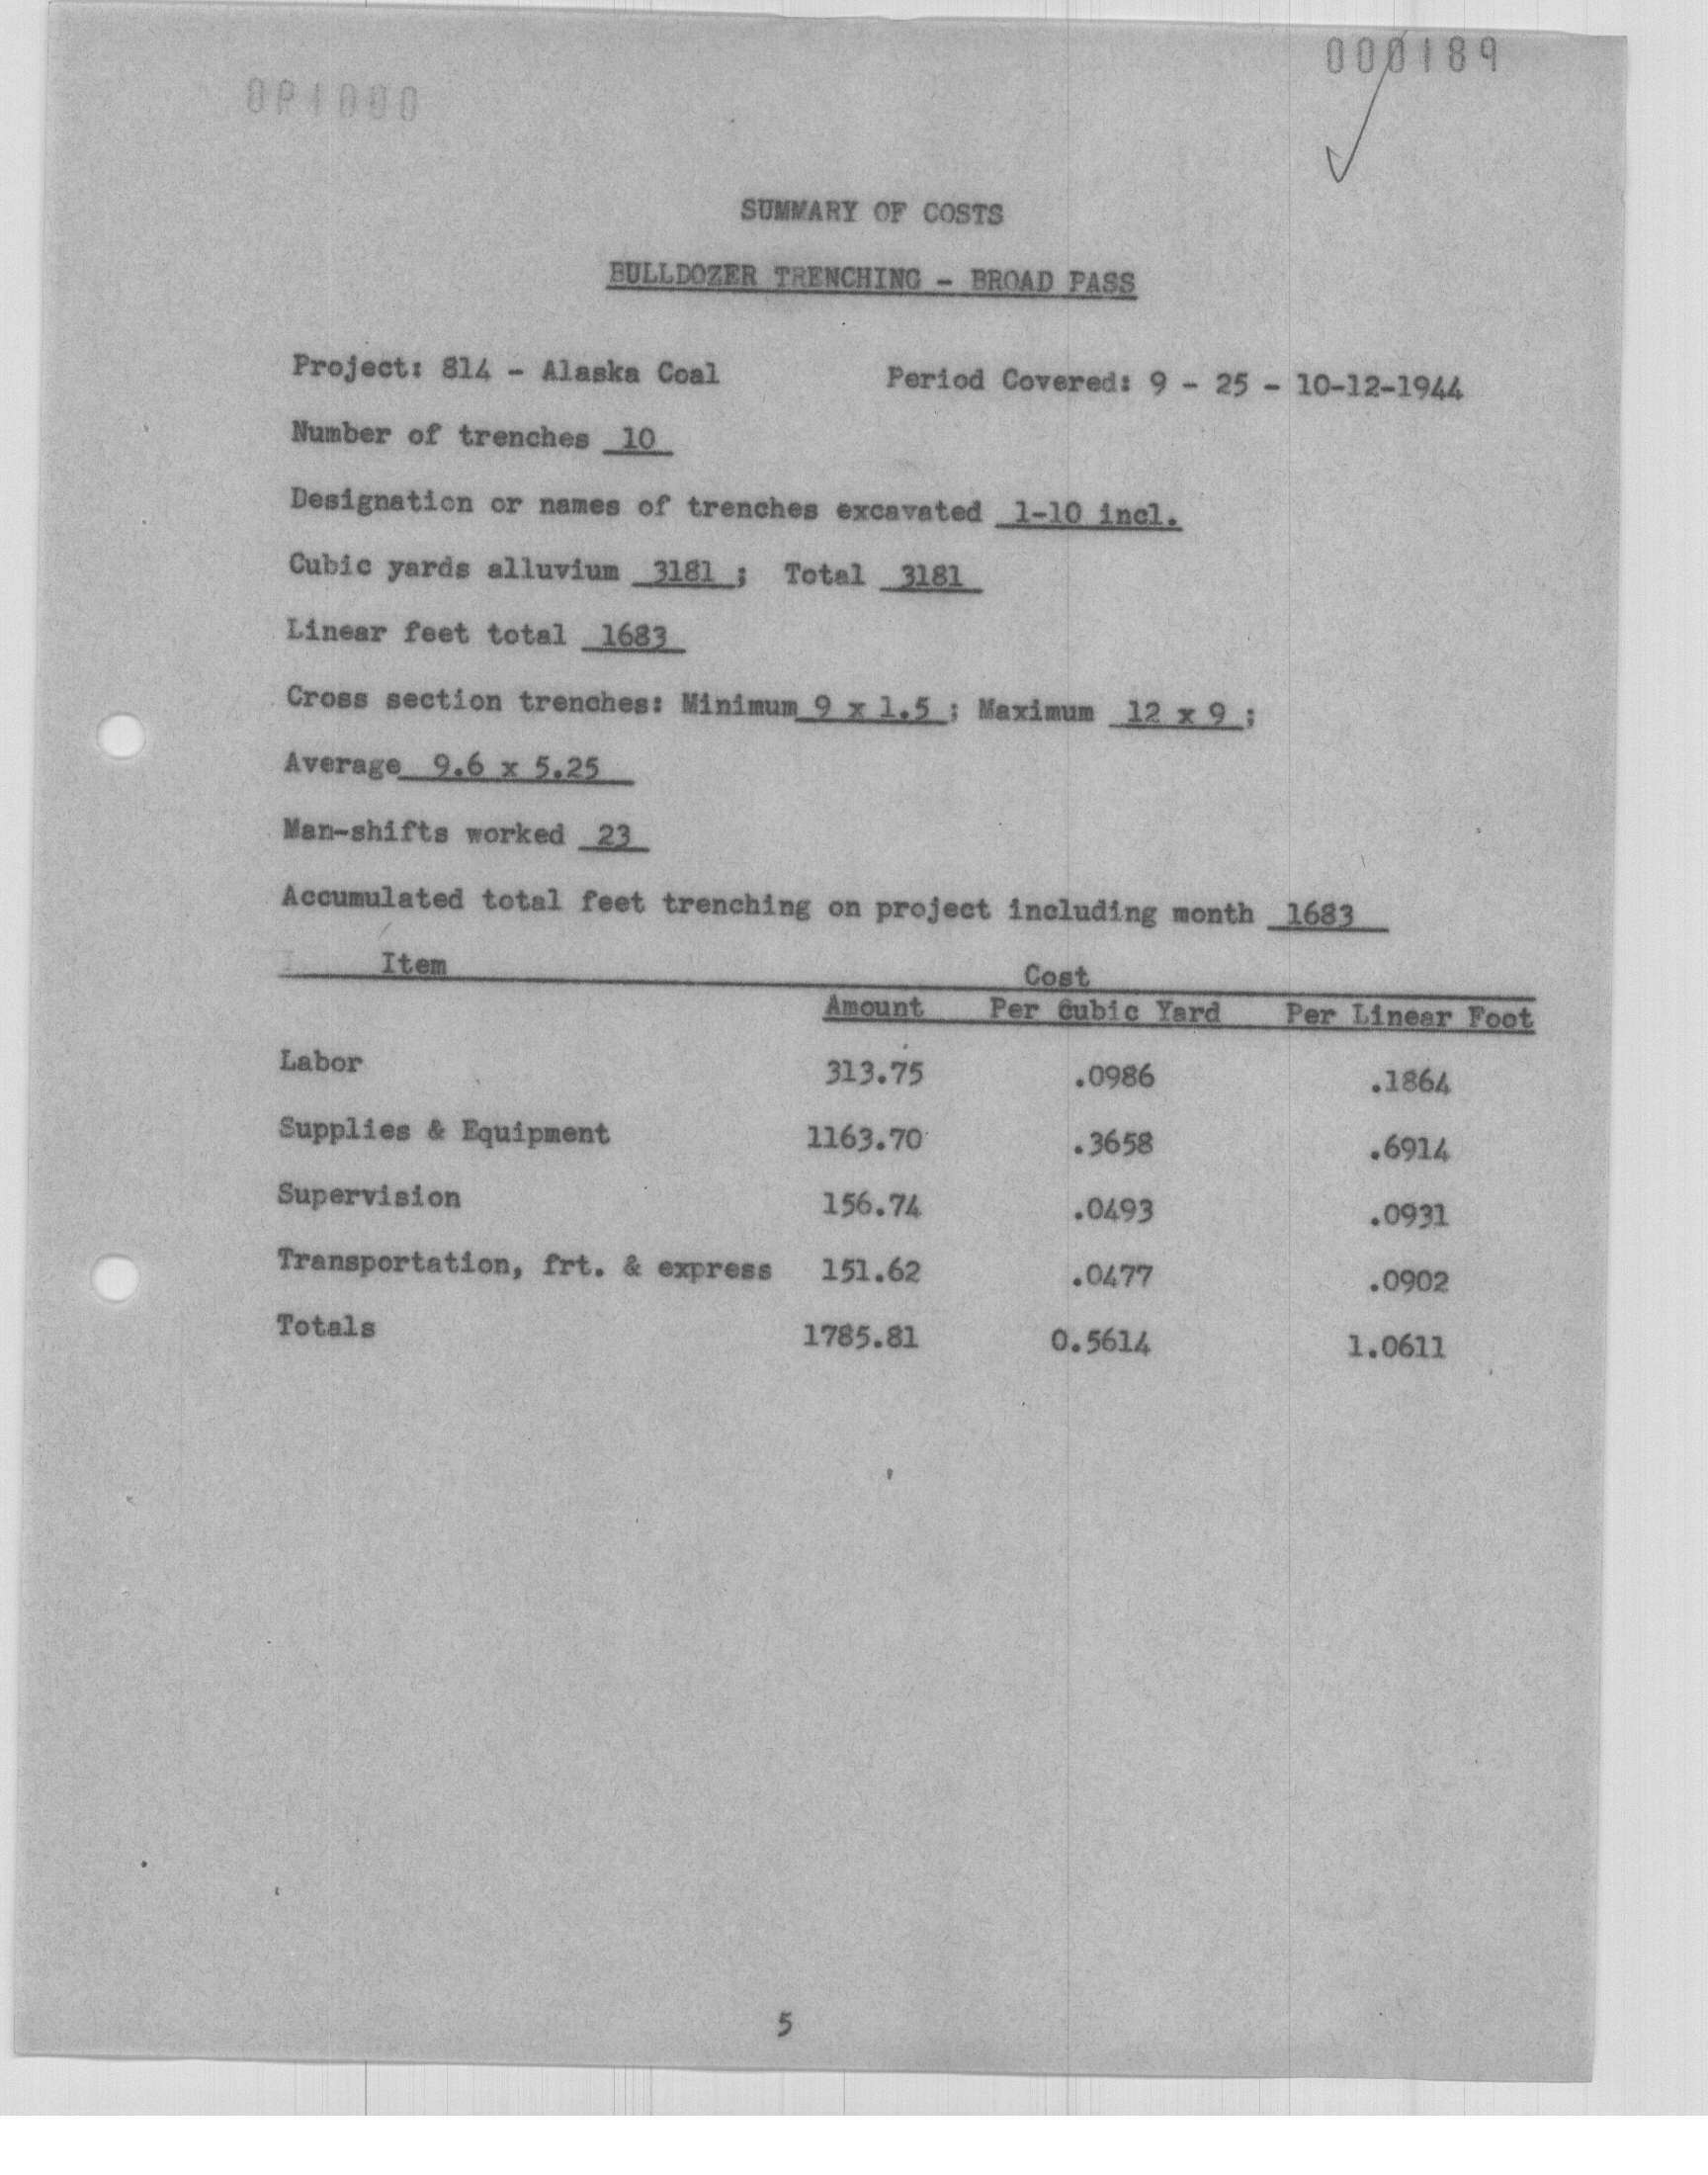 000189
SUMMARY OF COSTS
BULLDOZER TRENCHING - BROAD PASS
Project: 814 - Alaska Coal Period Covered: 9 - 25 - 10-12-1944
Number of trenches 10
Designation or names of trenches excavated 1-10 incl.
Cubic yards alluvium 3181 ; Total 3181
Linear feet total 1683
Cross section trenches: Minimum 9 x 1.5 ; Maximum 12 x 9 ;
Average 9.6 x 5.25
Man-shifts worked 23
Accumulated total feet trenching on project including month 1683
Item Cost
Amount Per Cubic Yard Per Linear Foot
Labor 313.75 .0986 .1864
Supplies & Equipment 1163.70 .3658 .6914
Supervision 156.74 .0493 .0931
Transportation, frt. & express 151.62 .0477 .0902
Totals 1785.81 0.5614 1.0611
5